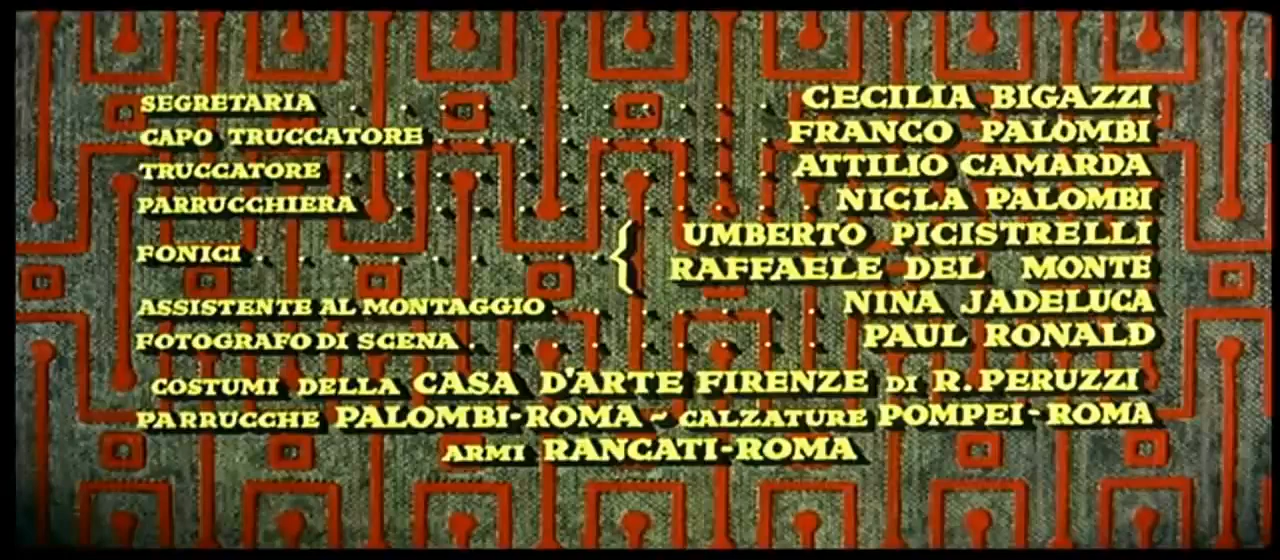 SEGRETARIA . . . . . . . . . . . CECILIA BIGAZZI
CAPO TRUCCATORE . . . . . . . . . FRANCO PALOMBI
TRUCCATORE . . . . . . . . . . . ATTILIO CAMARDA
PARRUCCHIERA . . . . . . . . . . . NICLA PALOMBI
FONICI . . . . . . . . . { UMBERTO PICISTRELLI
RAFFAELE DEL MONTE
ASSISTENTE AL MONTAGGIO . . . . . . . NINA JADELUCA
FOTOGRAFO DI SCENA . . . . . . . . . PAUL RONALD
COSTUMI DELLA CASA D'ARTE FIRENZE DI R. PERUZZI
PARRUCCHE PALOMBI-ROMA ~ CALZATURE POMPEI-ROMA
ARMI RANCATI-ROMA